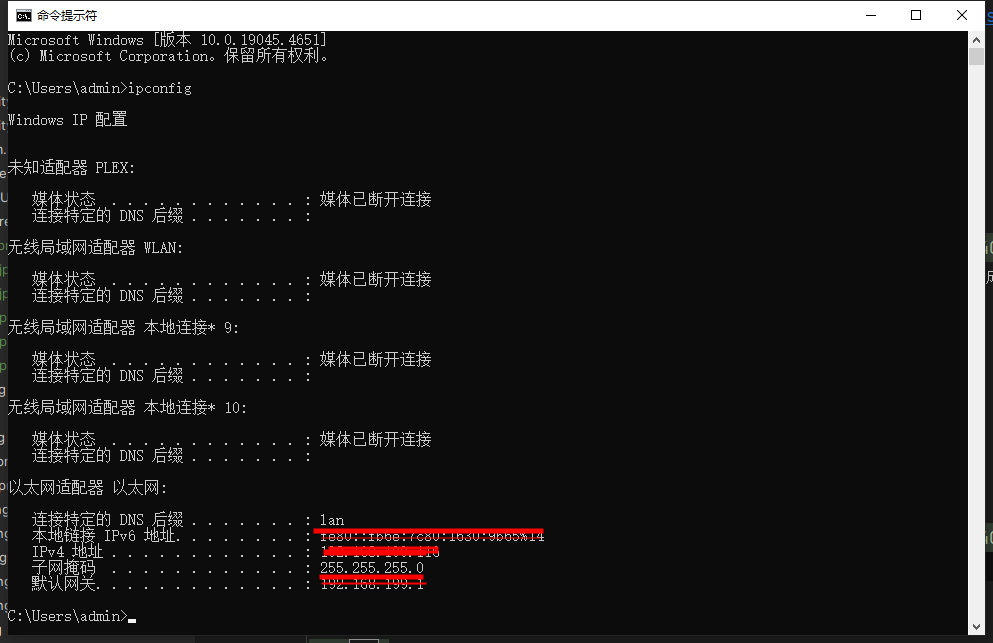 命令提示符
Microsoft Windows [版本 10.0.19045.4651]
(c) Microsoft Corporation。保留所有权利。
C:\Users\admin>ipconfig
Windows IP 配置
未知适配器 PLEX:
媒体状态 . . . . . . . . . . . . : 媒体已断开连接
连接特定的 DNS 后缀 . . . . . . . :
无线局域网适配器 WLAN:
媒体状态 . . . . . . . . . . . . : 媒体已断开连接
连接特定的 DNS 后缀 . . . . . . . :
无线局域网适配器 本地连接* 9:
媒体状态 . . . . . . . . . . . . : 媒体已断开连接
连接特定的 DNS 后缀 . . . . . . . :
无线局域网适配器 本地连接* 10:
媒体状态 . . . . . . . . . . . . : 媒体已断开连接
连接特定的 DNS 后缀 . . . . . . . :
以太网适配器 以太网:
连接特定的 DNS 后缀 . . . . . . . : lan
本地链接 IPv6 地址. . . . . . . . :
IPv4 地址 . . . . . . . . . . . . :
子网掩码 . . . . . . . . . . . . : 255.255.255.0
默认网关. . . . . . . . . . . . . : 192.168.199.1
C:\Users\admin>